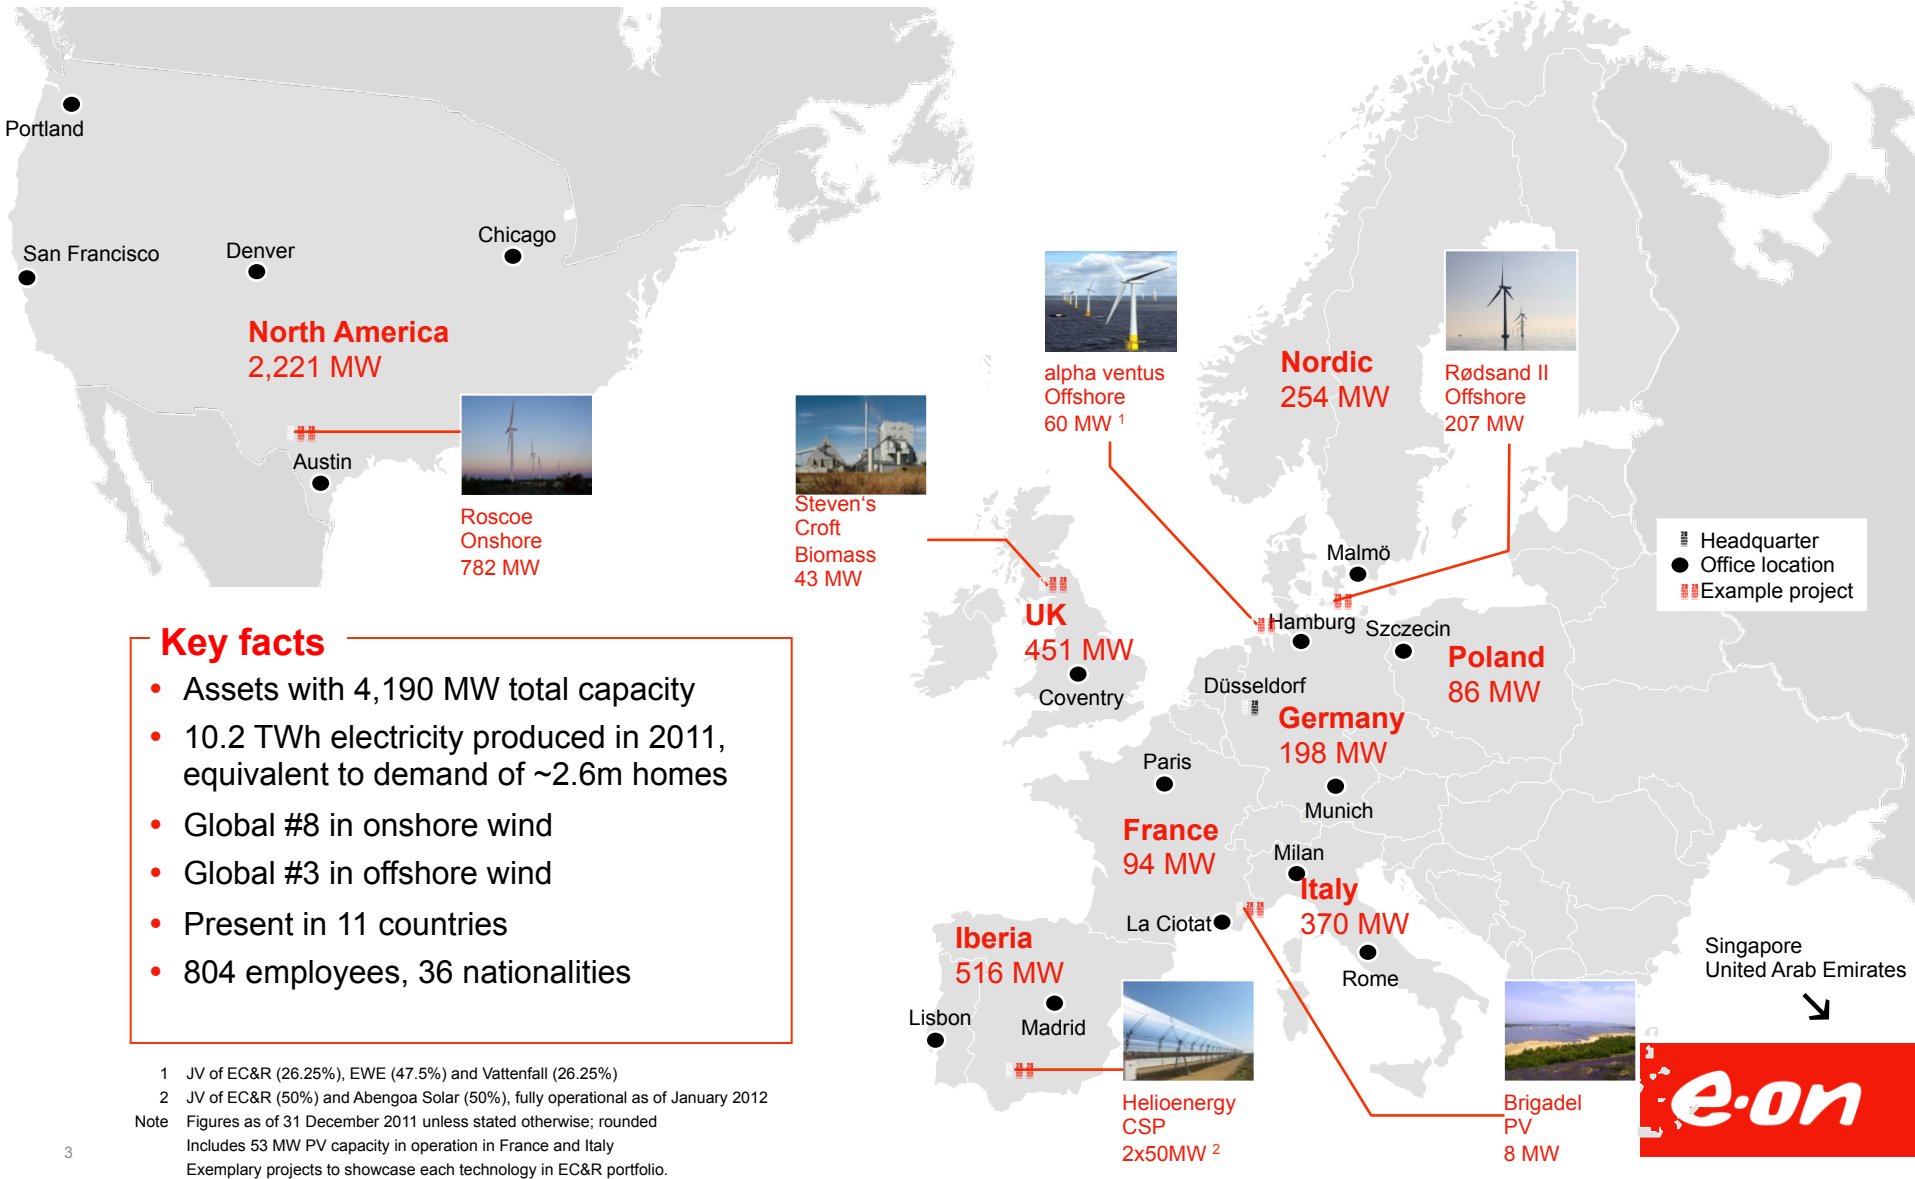 Portland
San Francisco
Denver
Chicago
North America
2,221 MW
Austin
Roscoe
Onshore
782 MW
Steven‘s
Croft
Biomass
43 MW
alpha ventus
Offshore
60 MW 1
Nordic
254 MW
Rødsand II
Offshore
207 MW
Headquarter
Office location
Example project
Malmö
Hamburg
Szczecin
UK
451 MW
Coventry
Poland
86 MW
Düsseldorf
Germany
198 MW
Paris
Munich
France
94 MW
Milan
Italy
370 MW
La Ciotat
Rome
Iberia
516 MW
Lisbon
Madrid
Singapore
United Arab Emirates
Helioenergy
CSP
2x50MW 2
Brigadel
PV
8 MW
e·on
Key facts
• Assets with 4,190 MW total capacity
• 10.2 TWh electricity produced in 2011,
equivalent to demand of ~2.6m homes
• Global #8 in onshore wind
• Global #3 in offshore wind
• Present in 11 countries
• 804 employees, 36 nationalities
1 JV of EC&R (26.25%), EWE (47.5%) and Vattenfall (26.25%)
2 JV of EC&R (50%) and Abengoa Solar (50%), fully operational as of January 2012
Note Figures as of 31 December 2011 unless stated otherwise; rounded
Includes 53 MW PV capacity in operation in France and Italy
Exemplary projects to showcase each technology in EC&R portfolio.
3